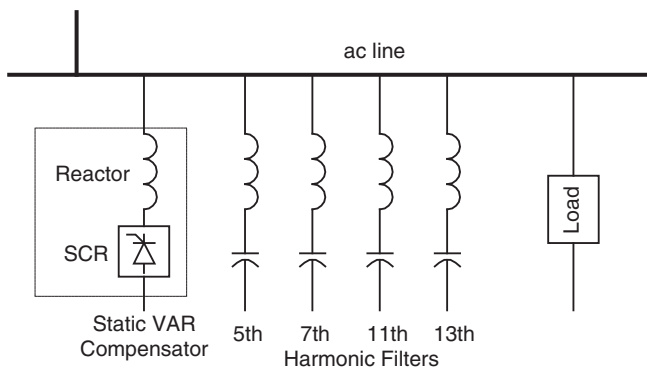 ac line
Reactor
SCR
Load
Static VAR
Compensator
5th
7th
11th
13th
Harmonic Filters